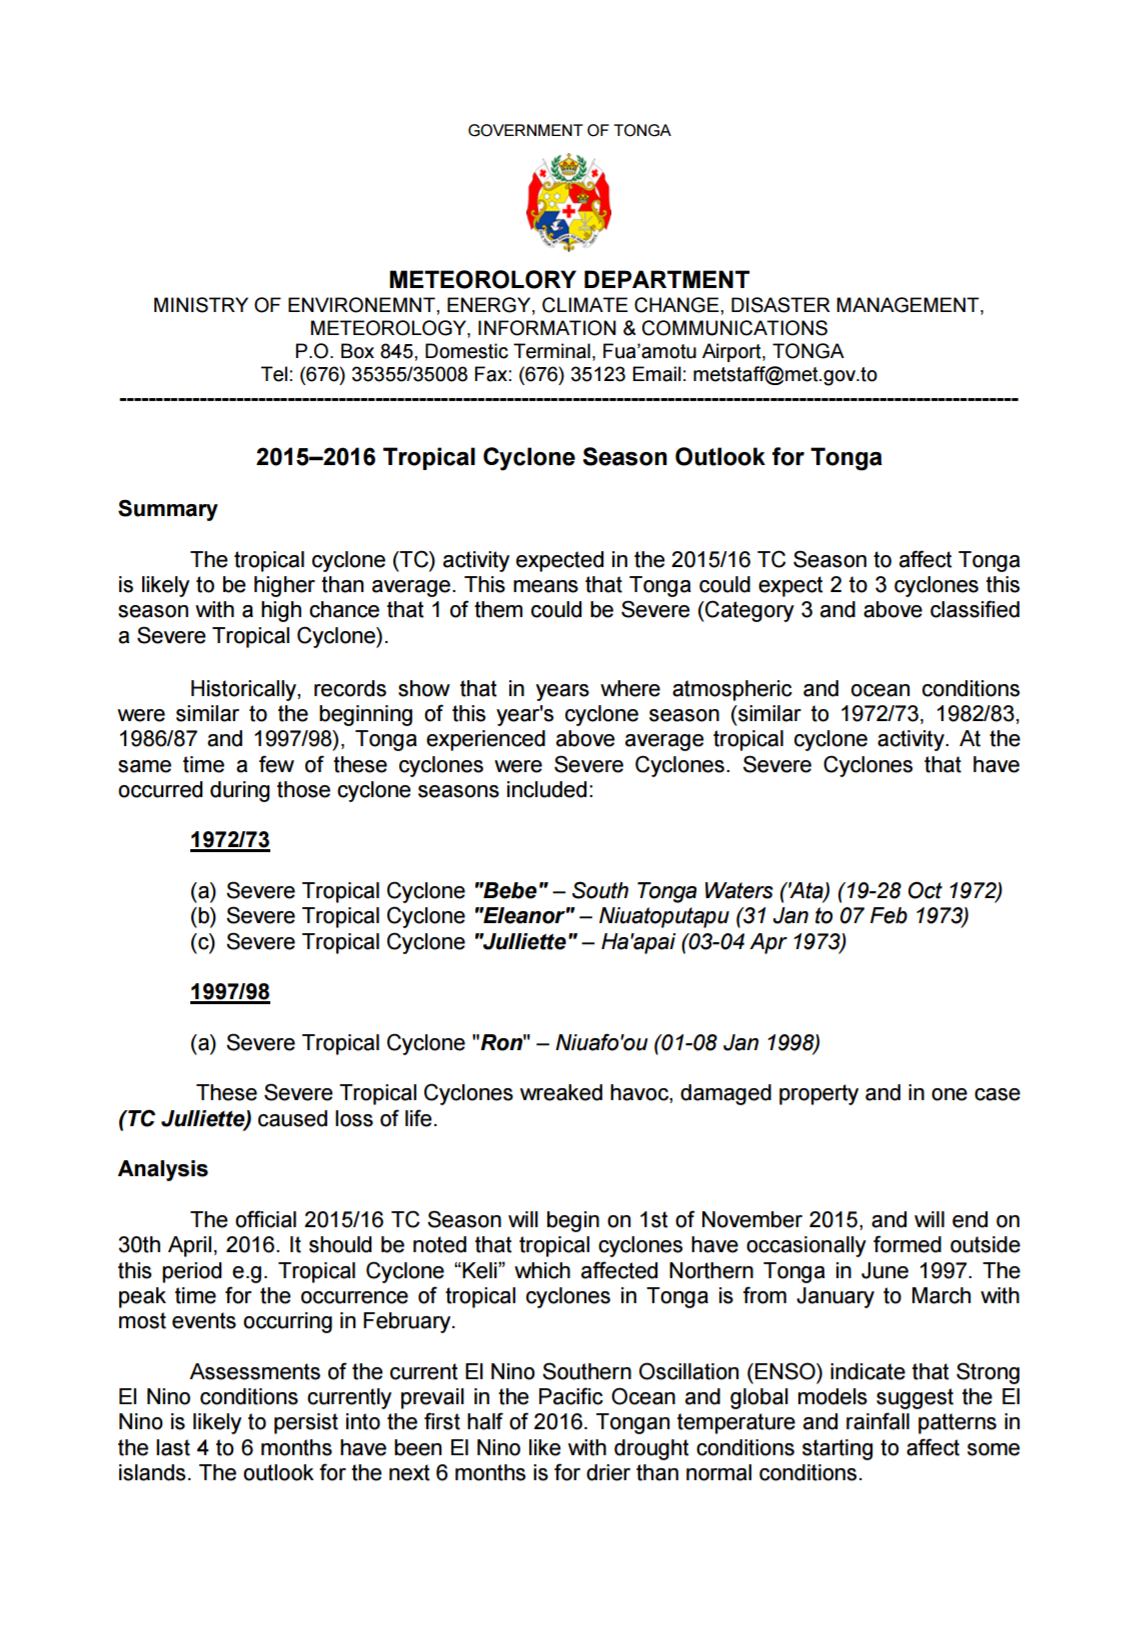 GOVERNMENT OF TONGA
METEOROLORY DEPARTMENT
MINISTRY OF ENVIRONEMNT, ENERGY, CLIMATE CHANGE, DISASTER MANAGEMENT,
METEOROLOGY, INFORMATION & COMMUNICATIONS
P.O. Box 845, Domestic Terminal, Fua’amotu Airport, TONGA
Tel: (676) 35355/35008 Fax: (676) 35123 Email: metstaff@met.gov.to
2015–2016 Tropical Cyclone Season Outlook for Tonga
Summary
The tropical cyclone (TC) activity expected in the 2015/16 TC Season to affect Tonga
is likely to be higher than average. This means that Tonga could expect 2 to 3 cyclones this
season with a high chance that 1 of them could be Severe (Category 3 and above classified
a Severe Tropical Cyclone).
Historically, records show that in years where atmospheric and ocean conditions
were similar to the beginning of this year's cyclone season (similar to 1972/73, 1982/83,
1986/87 and 1997/98), Tonga experienced above average tropical cyclone activity. At the
same time a few of these cyclones were Severe Cyclones. Severe Cyclones that have
occurred during those cyclone seasons included:
1972/73
(a) Severe Tropical Cyclone "Bebe" – South Tonga Waters ('Ata) (19-28 Oct 1972)
(b) Severe Tropical Cyclone "Eleanor" – Niuatoputapu (31 Jan to 07 Feb 1973)
(c) Severe Tropical Cyclone "Julliette" – Ha'apai (03-04 Apr 1973)
1997/98
(a) Severe Tropical Cyclone "Ron" – Niuafo'ou (01-08 Jan 1998)
These Severe Tropical Cyclones wreaked havoc, damaged property and in one case
(TC Julliette) caused loss of life.
Analysis
The official 2015/16 TC Season will begin on 1st of November 2015, and will end on
30th April, 2016. It should be noted that tropical cyclones have occasionally formed outside
this period e.g. Tropical Cyclone “Keli” which affected Northern Tonga in June 1997. The
peak time for the occurrence of tropical cyclones in Tonga is from January to March with
most events occurring in February.
Assessments of the current El Nino Southern Oscillation (ENSO) indicate that Strong
El Nino conditions currently prevail in the Pacific Ocean and global models suggest the El
Nino is likely to persist into the first half of 2016. Tongan temperature and rainfall patterns in
the last 4 to 6 months have been El Nino like with drought conditions starting to affect some
islands. The outlook for the next 6 months is for drier than normal conditions.